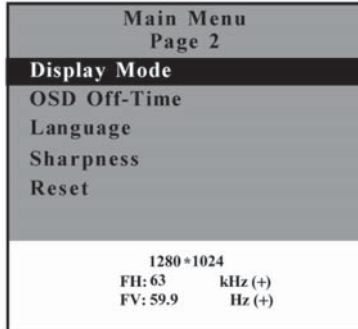 Main Menu
Page 2
Display Mode
OSD Off-Time
Language
Sharpness
Reset
1280*1024
FH: 63 kHz (+)
FV: 59.9 Hz (+)